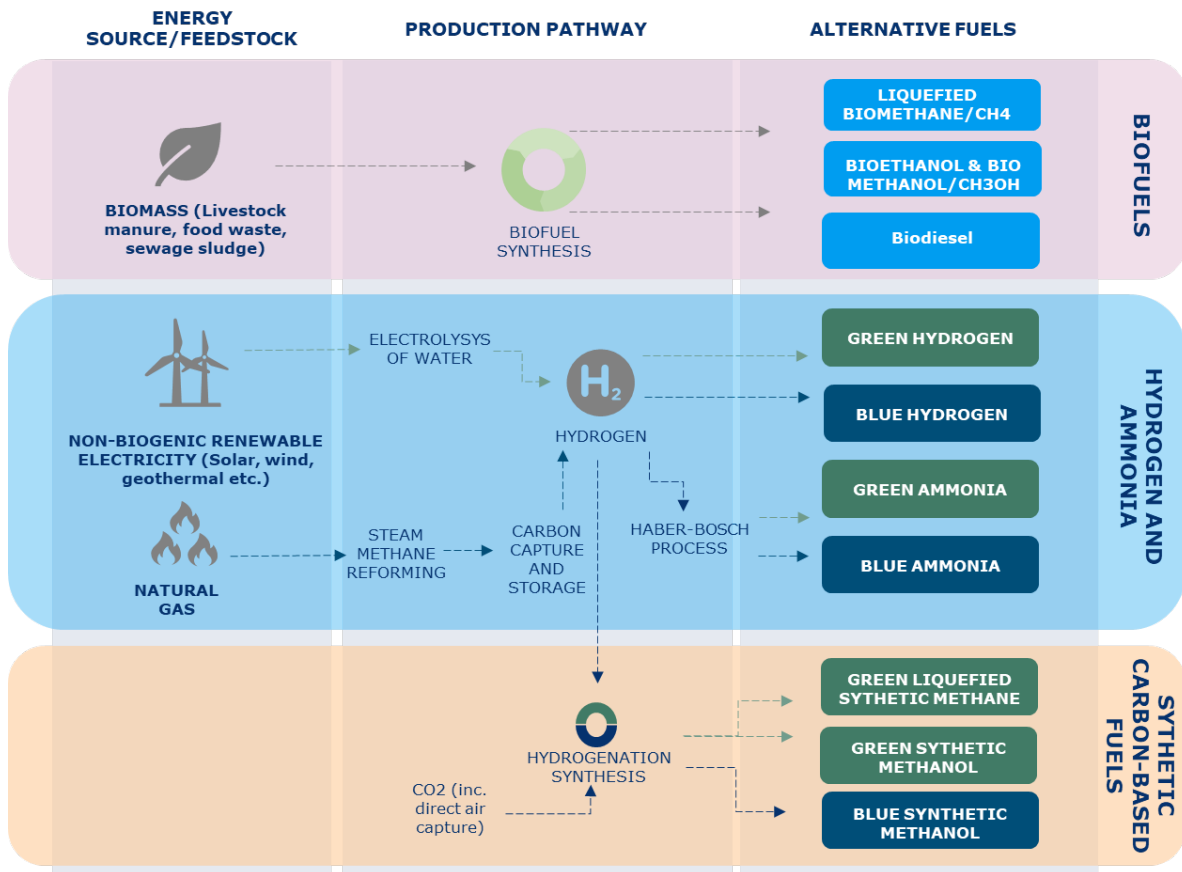 ENERGY
SOURCE/FEEDSTOCK
PRODUCTION PATHWAY
ALTERNATIVE FUELS
BIOMASS (Livestock
manure, food waste,
sewage sludge)
BIOFUEL
SYNTHESIS
LIQUEFIED
BIOMETHANE/CH4
BIOETHANOL & BIO
METHANOL/CH3OH
Biodiesel
BIOFUELS
NON-BIOGENIC RENEWABLE
ELECTRICITY (Solar, wind,
geothermal etc.)
NATURAL
GAS
ELECTROLYSYS
OF WATER
H2
HYDROGEN
STEAM
METHANE
REFORMING
CARBON
CAPTURE
AND
STORAGE
HABER-BOSCH
PROCESS
GREEN HYDROGEN
BLUE HYDROGEN
GREEN AMMONIA
BLUE AMMONIA
HYDROGEN AND
AMMONIA
HYDROGENATION
SYNTHESIS
CO2 (inc.
direct air
capture)
GREEN LIQUEFIED
SYTHETIC METHANE
GREEN SYTHETIC
METHANOL
BLUE SYNTHETIC
METHANOL
SYTHETIC
CARBON-BASED
FUELS